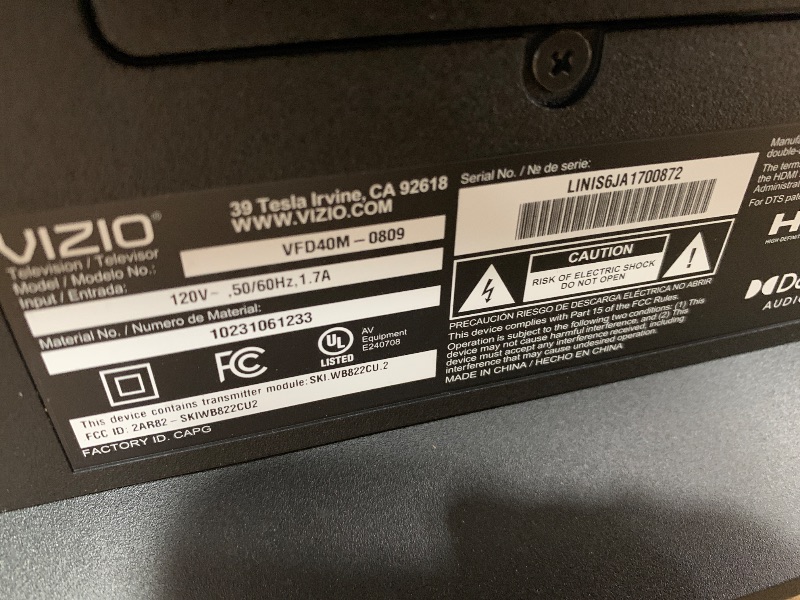 VIZIO®
39 Tesla Irvine, CA 92618
WWW.VIZIO.COM
Television / Televisor
Model / Modelo No.:
VFD40M-0809
Input / Entrada:
120V~ ,50/60Hz,1.7A
Material No. / Numero de Material:
10231061233
FC
UL
LISTED
AV
Equipment
E240708
This device contains transmitter module: SKI.WB822CU.2
FCC ID: 2AR82-SKIWB822CU2
FACTORY ID. CAPG
Serial No. / № de serie:
LINIS6JA1700872
CAUTION
RISK OF ELECTRIC SHOCK
DO NOT OPEN
PRECAUCIÓN RIESGO DE DESCARGA ELÉCTRICA NO ABRIR
This device complies with Part 15 of the FCC Rules.
Operation is subject to the following two conditions: (1) This
device may not cause harmful interference, and (2) This
device must accept any interference received, including
interference that may cause undesired operation.
MADE IN CHINA / HECHO EN CHINA
double-
The
the HDMI
For DTS
AUDIO